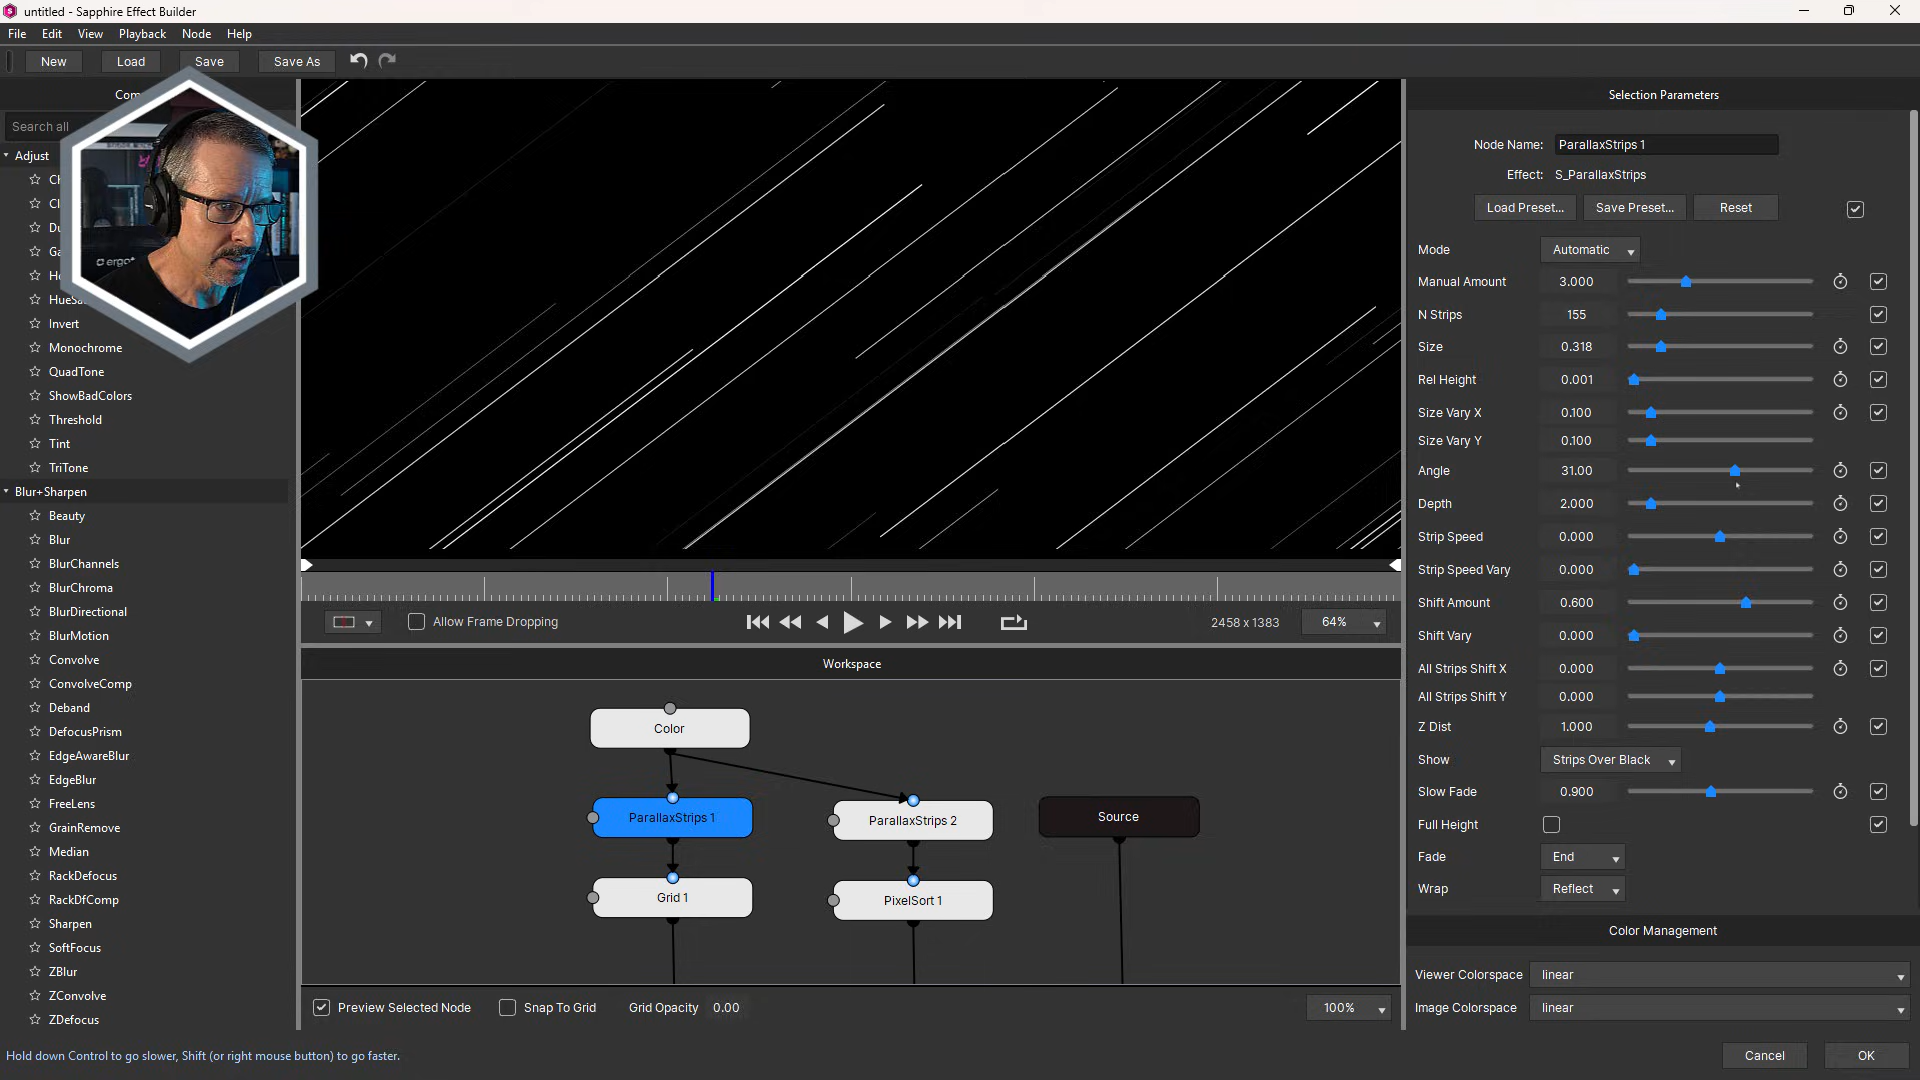 untitled - Sapphire Effect Builder
File Edit View Playback Node Help
New Load Save Save As
Com
Selection Parameters
Search all
Node Name: ParallaxStrips 1
Effect: S_ParallaxStrips
Load Preset... Save Preset... Reset
Adjust
Invert
Monochrome
QuadTone
ShowBadColors
Threshold
Tint
TriTone
Blur+Sharpen
Beauty
Blur
BlurChannels
BlurChroma
BlurDirectional
BlurMotion
Convolve
ConvolveComp
Deband
DefocusPrism
EdgeAwareBlur
EdgeBlur
FreeLens
GrainRemove
Median
RackDefocus
RackDfComp
Sharpen
SoftFocus
ZBlur
ZConvolve
ZDefocus
ergot
Allow Frame Dropping
2458 x 1383
64%
Workspace
Color
ParallaxStrips 1
ParallaxStrips 2
Source
Grid 1
PixelSort 1
Preview Selected Node Snap To Grid Grid Opacity 0.00 100%
Mode Automatic
Manual Amount 3.000
N Strips 155
Size 0.318
Rel Height 0.001
Size Vary X 0.100
Size Vary Y 0.100
Angle 31.00
Depth 2.000
Strip Speed 0.000
Strip Speed Vary 0.000
Shift Amount 0.600
Shift Vary 0.000
All Strips Shift X 0.000
All Strips Shift Y 0.000
Z Dist 1.000
Show Strips Over Black
Slow Fade 0.900
Full Height
Fade End
Wrap Reflect
Color Management
Viewer Colorspace linear
Image Colorspace linear
Hold down Control to go slower, Shift (or right mouse button) to go faster.
Cancel OK